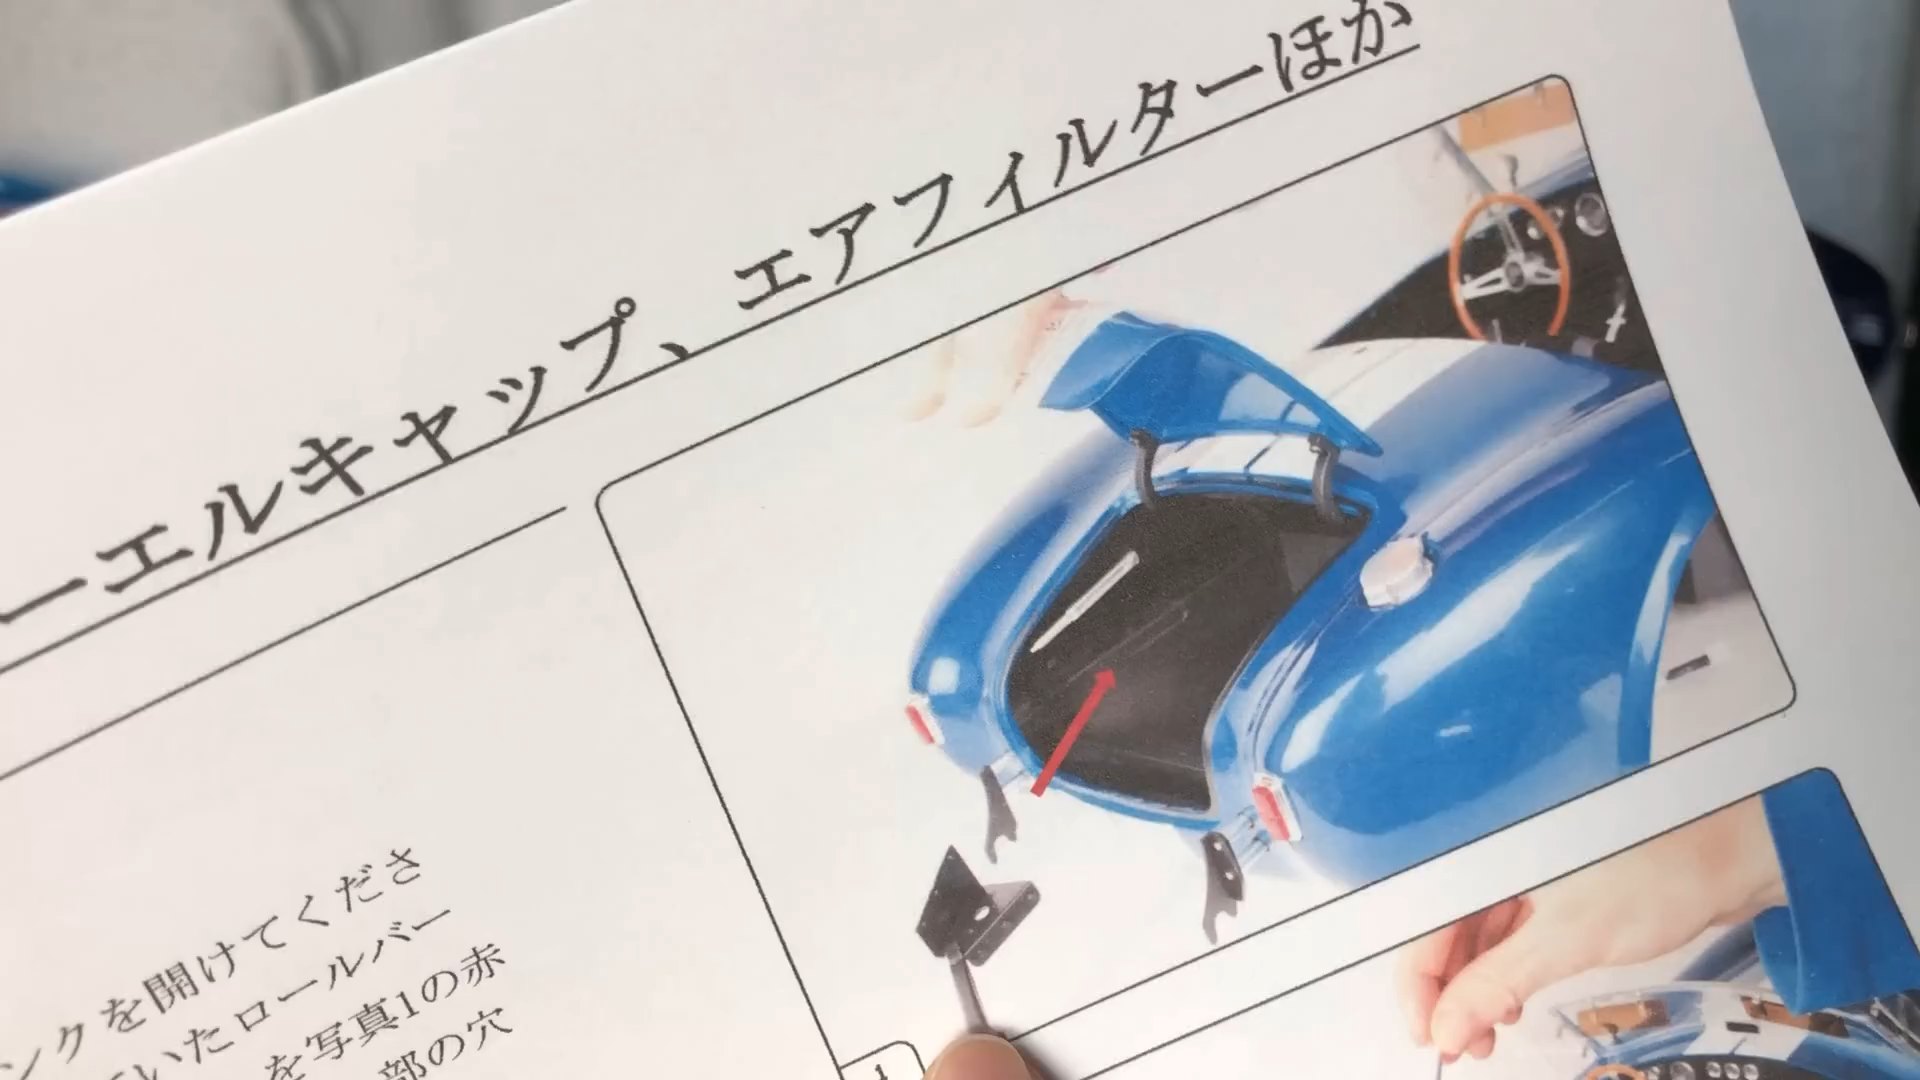 ーエルキャップ、エアフィルターほか
ンクを開けてくださ
いたロールバー
を写真1の赤
部の穴
1